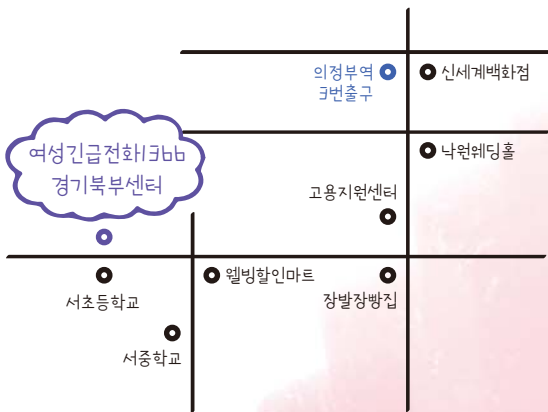 의정부역
3번출구
신세계백화점
여성긴급전화1366
경기북부센터
낙원웨딩홀
고용지원센터
웰빙할인마트
서초등학교
장발장빵집
서중학교